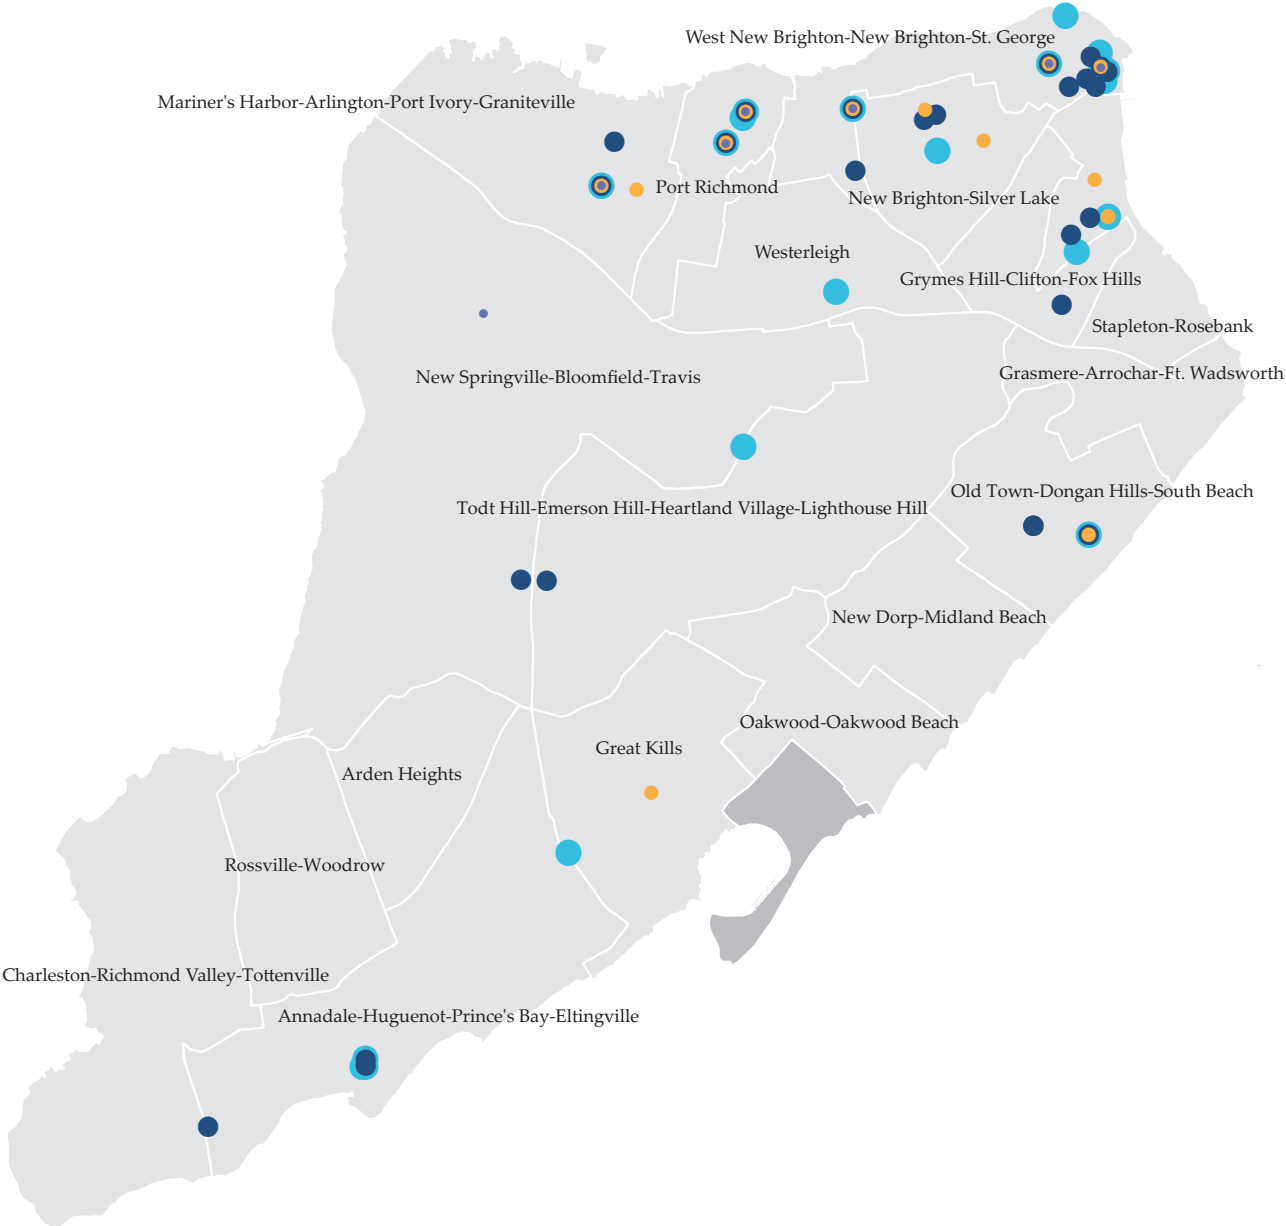 West New Brighton-New Brighton-St. George
Mariner's Harbor-Arlington-Port Ivory-Graniteville
Port Richmond
New Brighton-Silver Lake
Westerleigh
Grymes Hill-Clifton-Fox Hills
Stapleton-Rosebank
New Springville-Bloomfield-Travis
Grasmere-Arrochar-Ft. Wadsworth
Old Town-Dongan Hills-South Beach
Todt Hill-Emerson Hill-Heartland Village-Lighthouse Hill
New Dorp-Midland Beach
Oakwood-Oakwood Beach
Great Kills
Arden Heights
Rossville-Woodrow
Charleston-Richmond Valley-Tottenville
Annadale-Huguenot-Prince's Bay-Eltingville